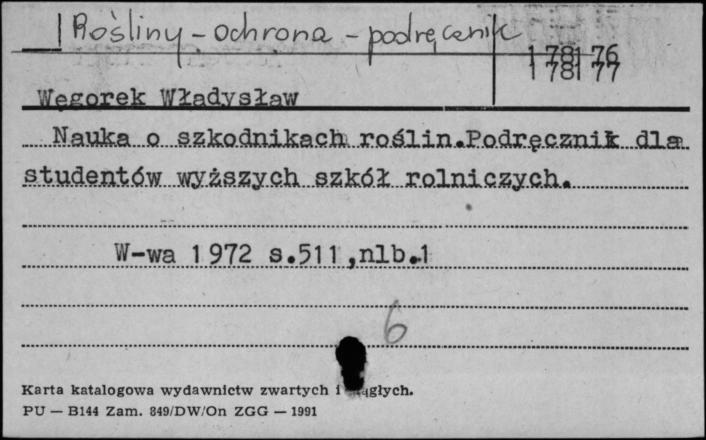 Rośliny - ochrona - podręcznik
178176
178177
Węgorek Władysław
Nauka o szkodnikach roślin.Podręcznik dla
studentów wyższych szkół rolniczych.
W-wa 1972 s.511,nlb.1
6
Karta katalogowa wydawnictw zwartych i
PU — B144 Zam. 849/DW/On ZGG — 1991